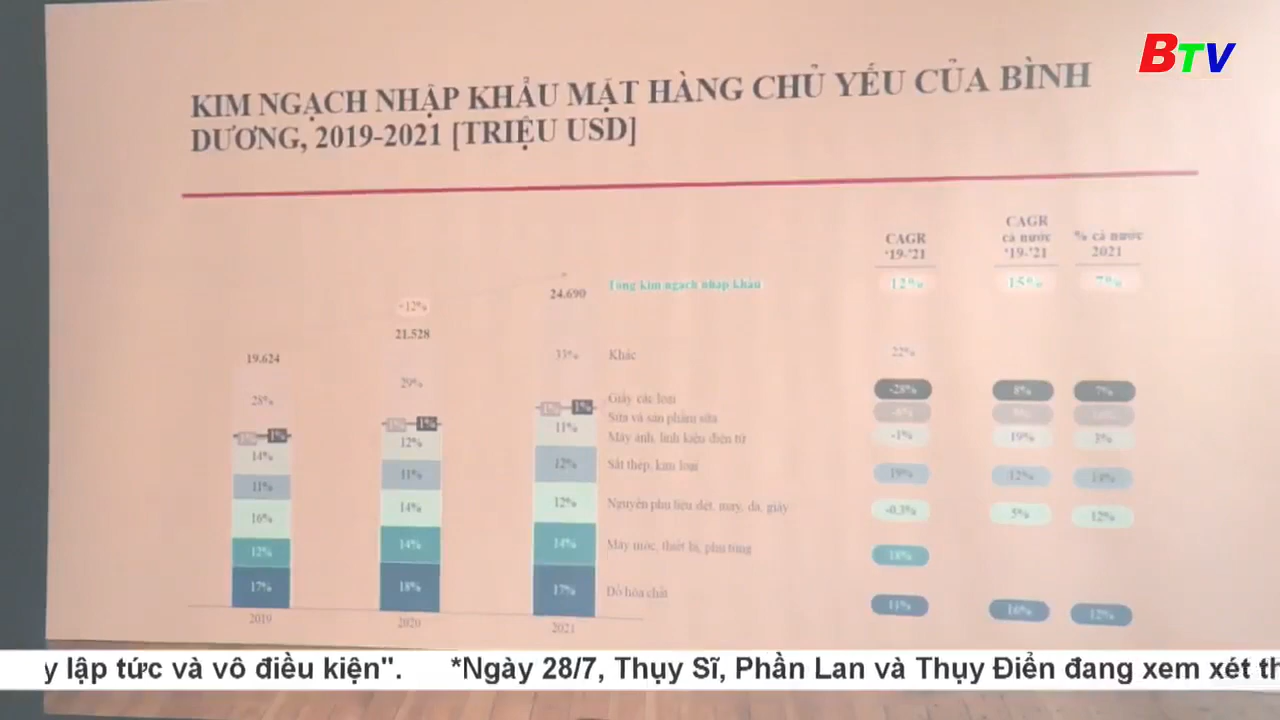 BTV
KIM NGẠCH NHẬP KHẨU MẶT HÀNG CHỦ YẾU CỦA BÌNH
DƯƠNG, 2019-2021 [TRIỆU USD]
CAGR
'19-'21
CAGR
cả nước
'19-'21
% cả nước
2021
Tổng kim ngạch nhập khẩu
12%
15%
7%
24.690
+12%
21.528
19.624
33%
Khác
22%
29%
28%
Giấy các loại
-28%
8%
7%
1%
1%
1%
Sữa và sản phẩm sữa
14%
12%
11%
Máy ảnh, linh kiện điện tử
-1%
19%
3%
11%
11%
12%
Sắt thép, kim loại
19%
12%
16%
14%
12%
Nguyên phụ liệu dệt, may, da, giày
-0.3%
5%
12%
12%
14%
14%
Máy móc, thiết bị, phụ tùng
18%
17%
18%
17%
Đồ hóa chất
11%
16%
12%
2019
2020
2021
y lập tức và vô điều kiện". *Ngày 28/7, Thụy Sĩ, Phần Lan và Thụy Điển đang xem xét th